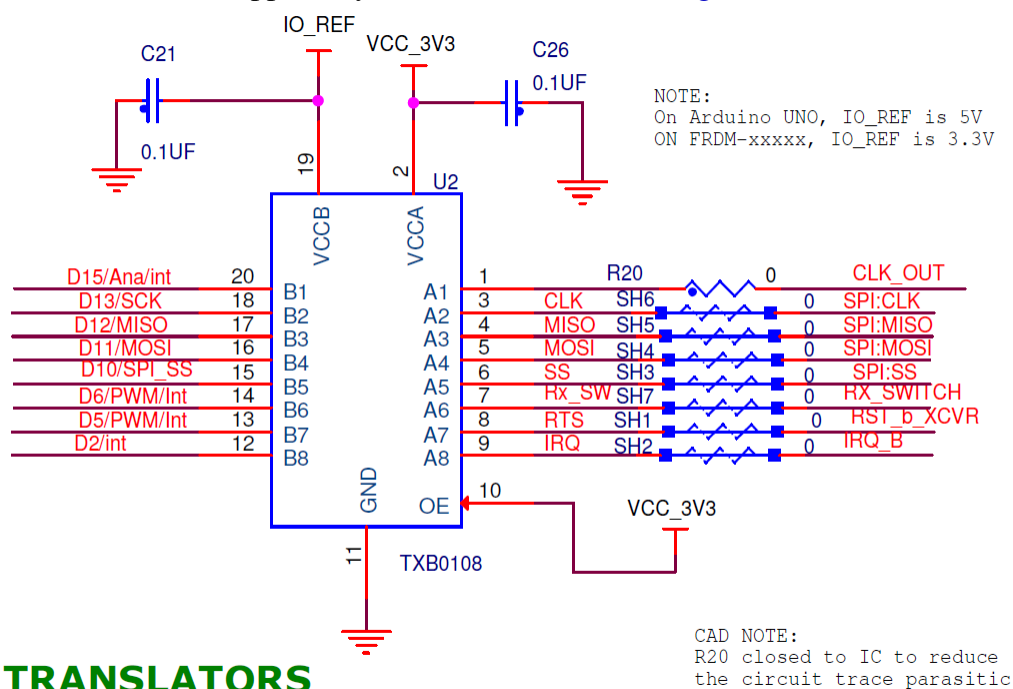 IO_REF
VCC_3V3
C21
C26
0.1UF
0.1UF
NOTE:
On Arduino UNO, IO_REF is 5V
ON FRDM-xxxxx, IO_REF is 3.3V
19
2
U2
VCCB
VCCA
D15/Ana/int 20 B1 A1 1 R20 0 CLK_OUT
D13/SCK 18 B2 A2 3 CLK SH6 0 SPI:CLK
D12/MISO 17 B3 A3 4 MISO SH5 0 SPI:MISO
D11/MOSI 16 B4 A4 5 MOSI SH4 0 SPI:MOSI
D10/SPI_SS 15 B5 A5 6 SS SH3 0 SPI:SS
D6/PWM/Int 14 B6 A6 7 Rx_SW SH7 0 RX_SWITCH
D5/PWM/Int 13 B7 A7 8 RTS SH1 0 RST_b_XCVR
D2/int 12 B8 A8 9 IRQ SH2 0 IRQ_B
GND
OE 10
VCC_3V3
11
TXB0108
CAD NOTE:
R20 closed to IC to reduce
the circuit trace parasitic
TRANSLATORS